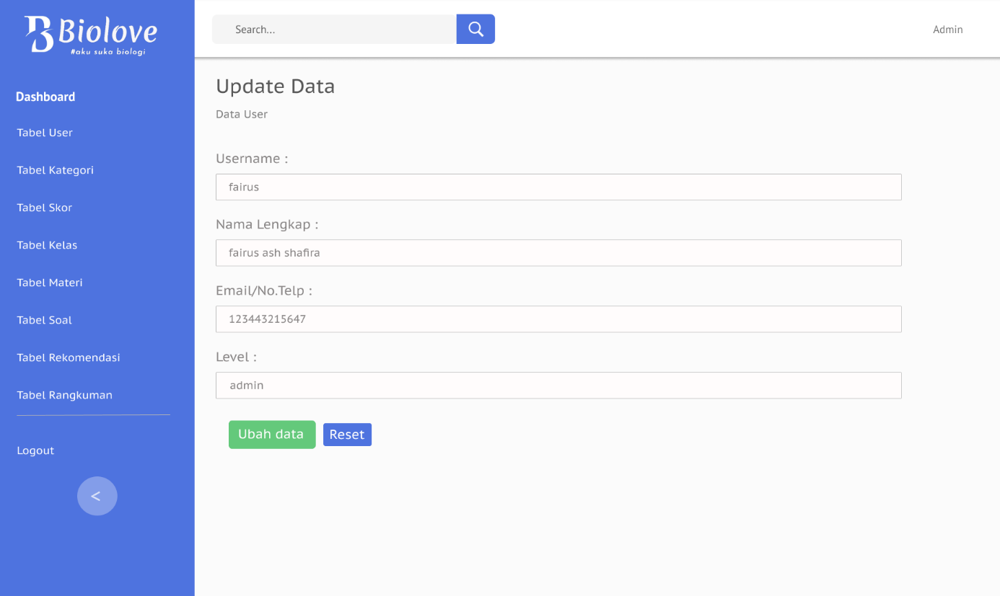 Biolove
#aku suka biologi
Dashboard
Tabel User
Tabel Kategori
Tabel Skor
Tabel Kelas
Tabel Materi
Tabel Soal
Tabel Rekomendasi
Tabel Rangkuman
Logout
<
Search...
Admin
Update Data
Data User
Username :
fairus
Nama Lengkap :
fairus ash shafira
Email/No.Telp :
123443215647
Level :
admin
Ubah data
Reset